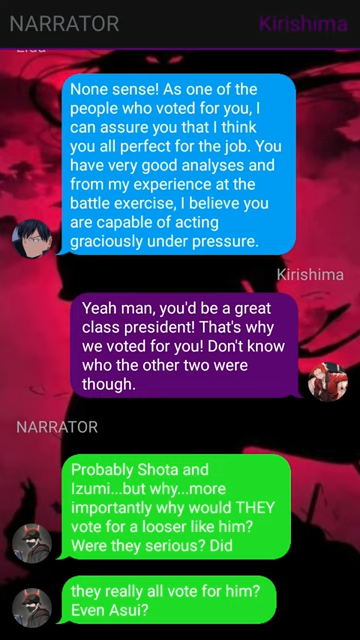 NARRATOR Kirishima
Iida
None sense! As one of the
people who voted for you, I
can assure you that I think
you all perfect for the job. You
have very good analyses and
from my experience at the
battle exercise, I believe you
are capable of acting
graciously under pressure.
Kirishima
Yeah man, you'd be a great
class president! That's why
we voted for you! Don't know
who the other two were
though.
NARRATOR
Probably Shota and
Izumi...but why...more
importantly why would THEY
vote for a looser like him?
Were they serious? Did
they really all vote for him?
Even Asui?